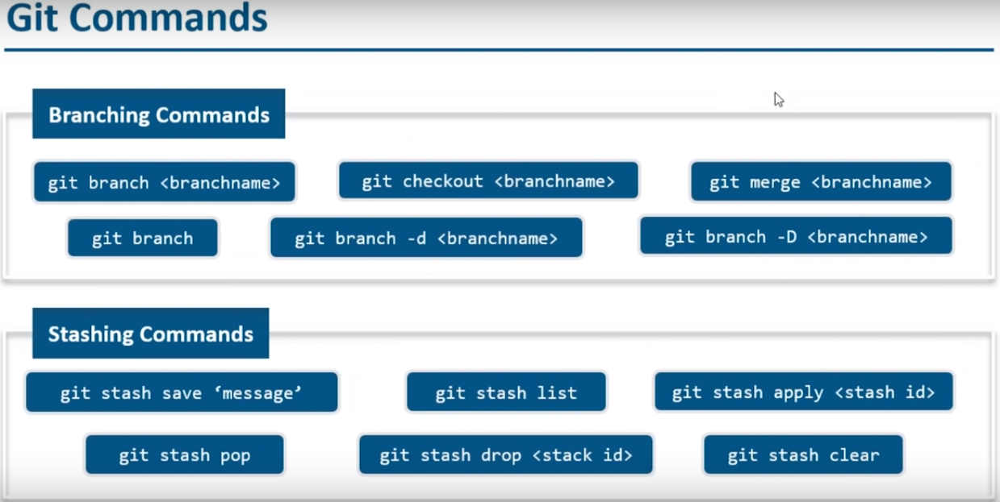 Git Commands
Branching Commands
git branch <branchname>
git checkout <branchname>
git merge <branchname>
git branch
git branch -d <branchname>
git branch -D <branchname>
Stashing Commands
git stash save ‘message’
git stash list
git stash apply <stash id>
git stash pop
git stash drop <stack id>
git stash clear